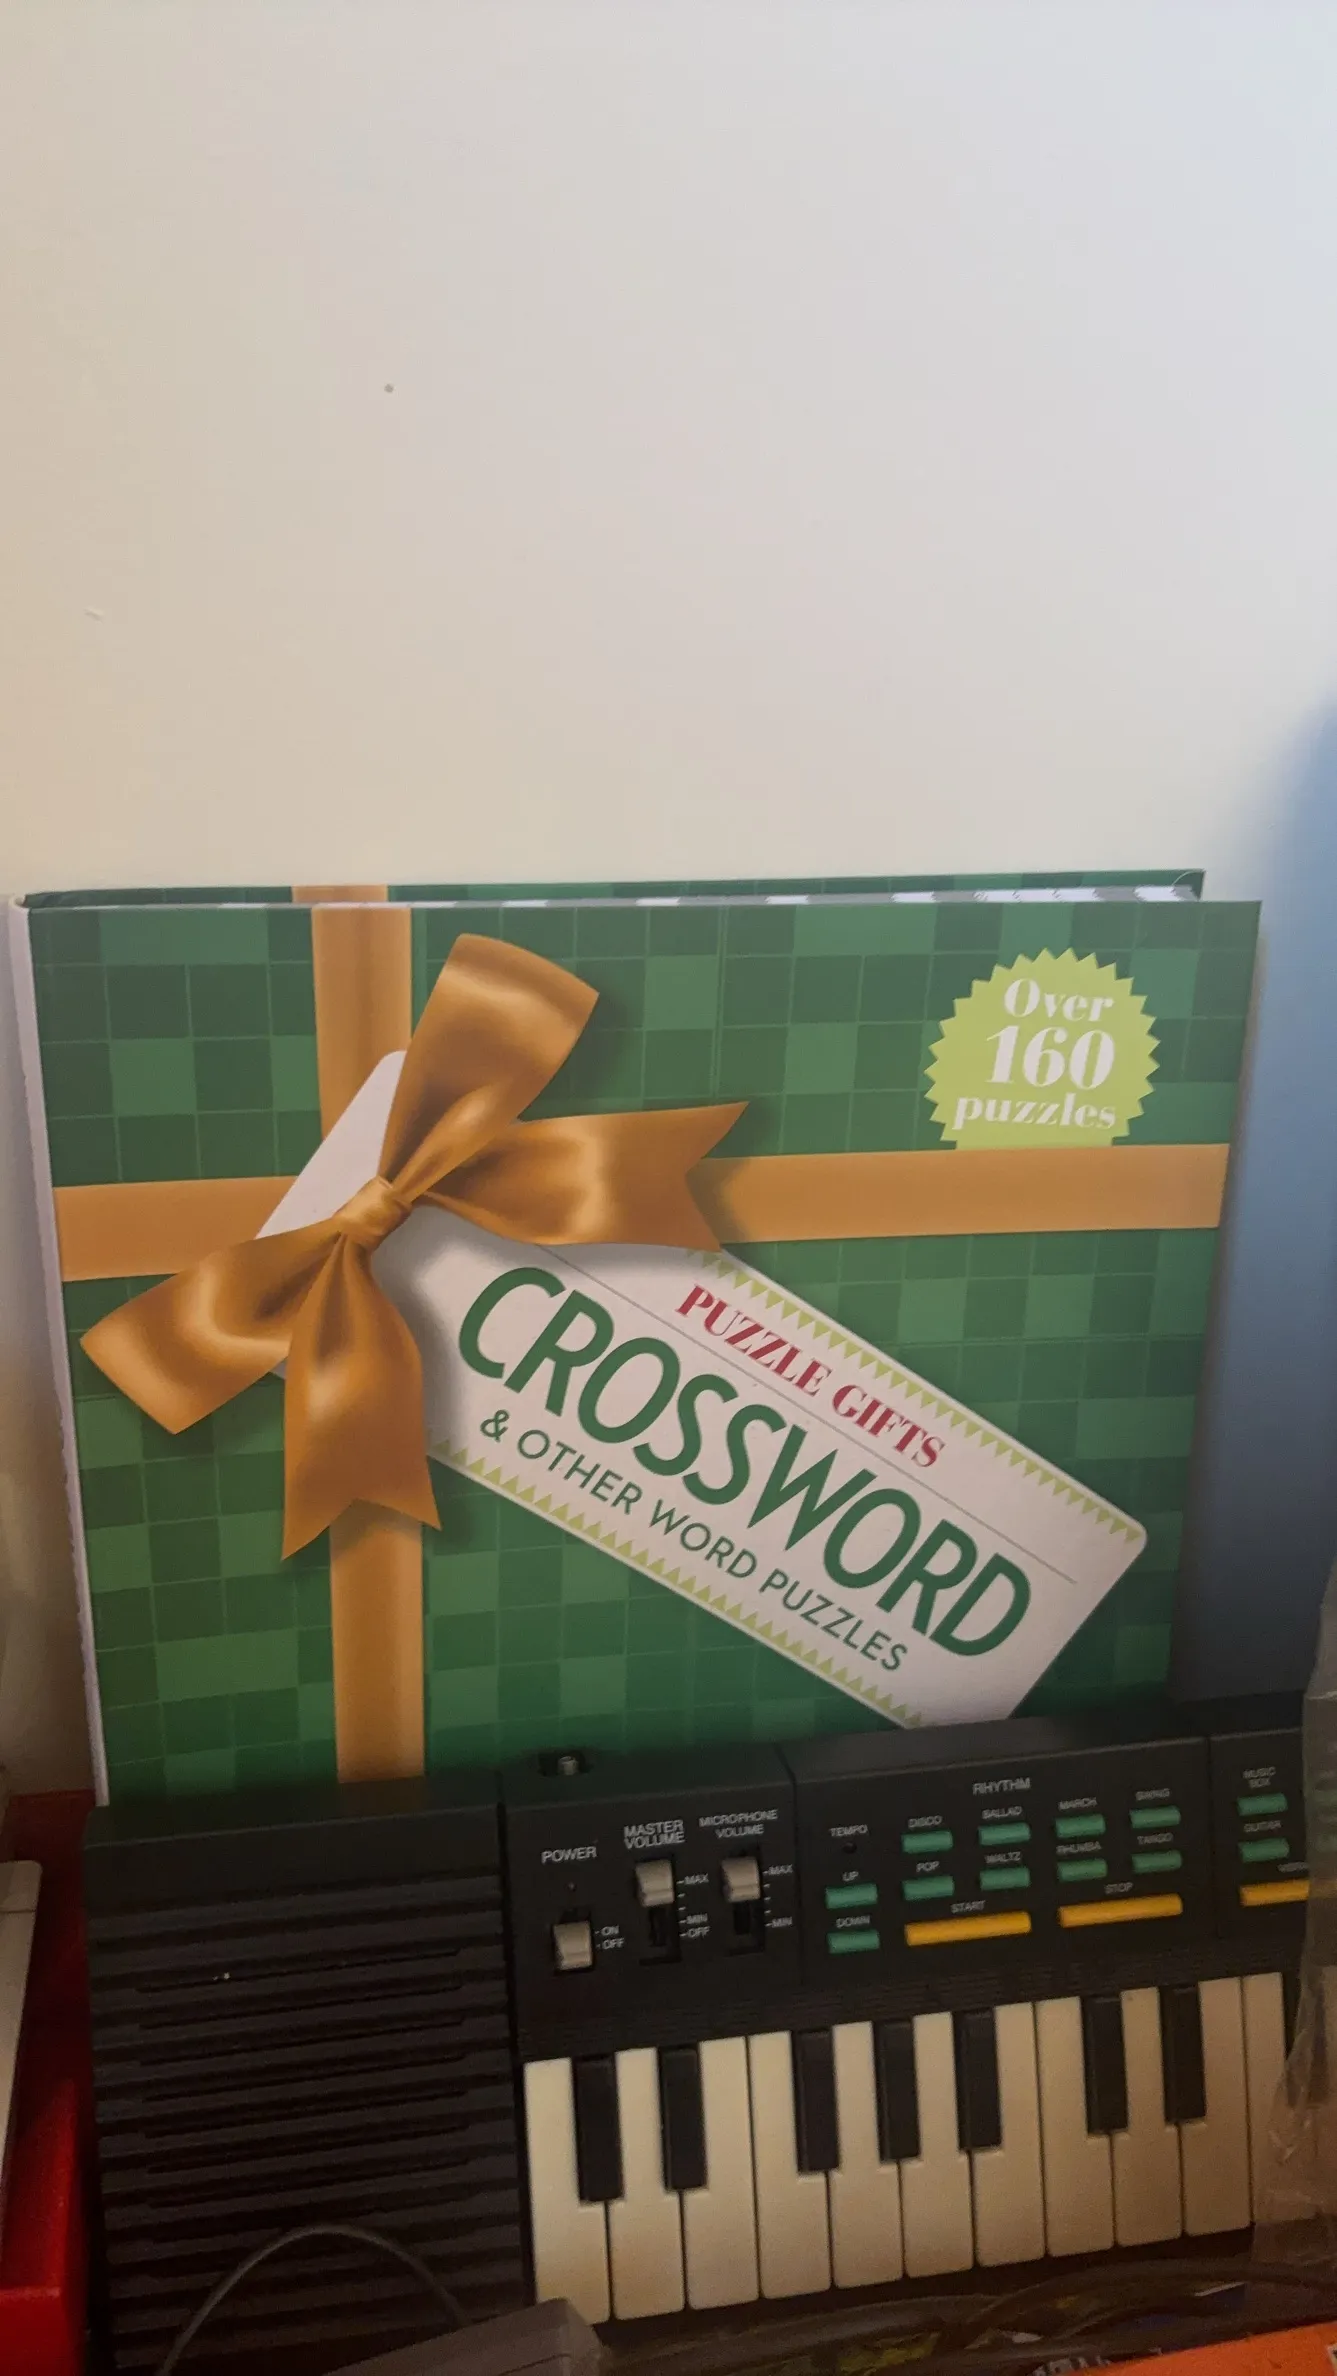 Over
160
puzzles
PUZZLE GIFTS
CROSSWORD
& OTHER WORD PUZZLES
POWER
ON
OFF
MASTER
VOLUME
MAX
MIN
OFF
MICROPHONE
VOLUME
MAX
MIN
RHYTHM
TEMPO
UP
DOWN
DISCO
BALLAD
MARCH
SWING
POP
WALTZ
RHUMBA
TANGO
START
STOP
MUSIC
BOX
GUITAR